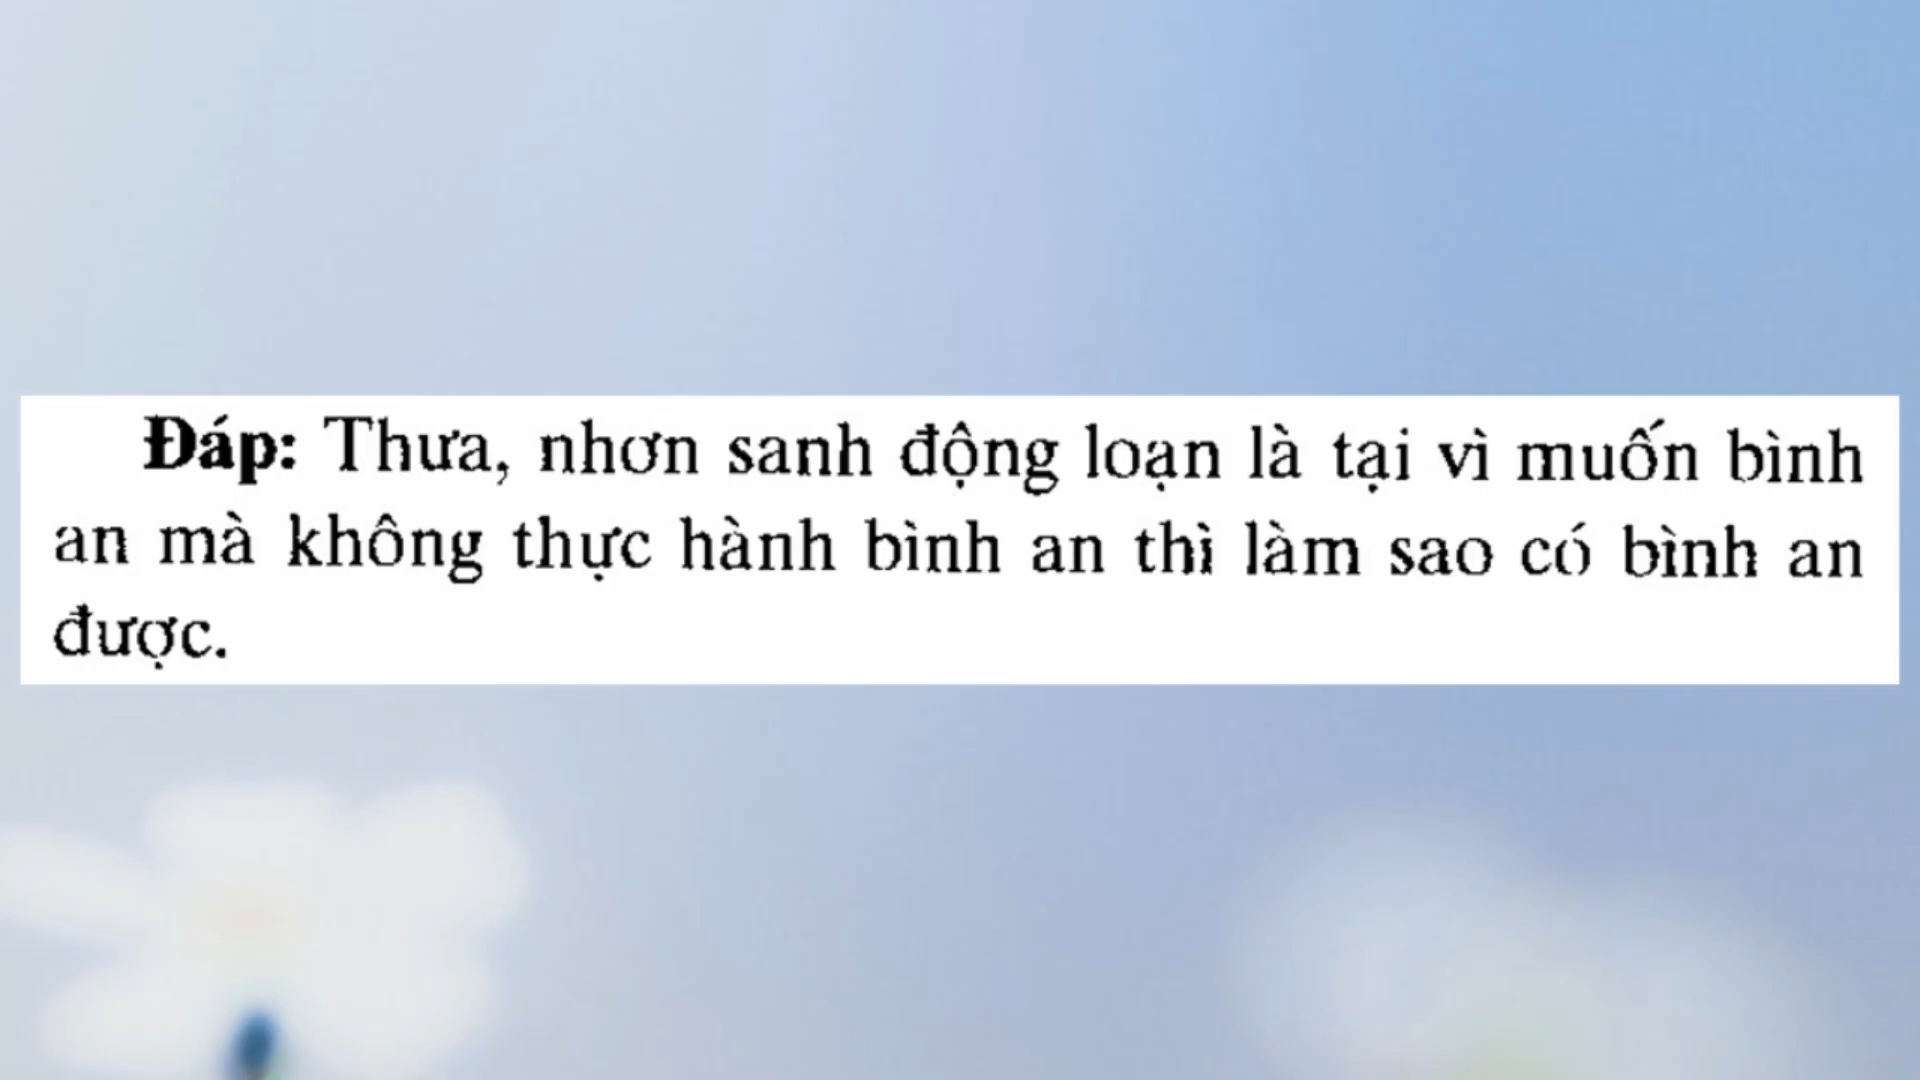 Đáp: Thưa, nhơn sanh động loạn là tại vì muốn bình
an mà không thực hành bình an thì làm sao có bình an
được.